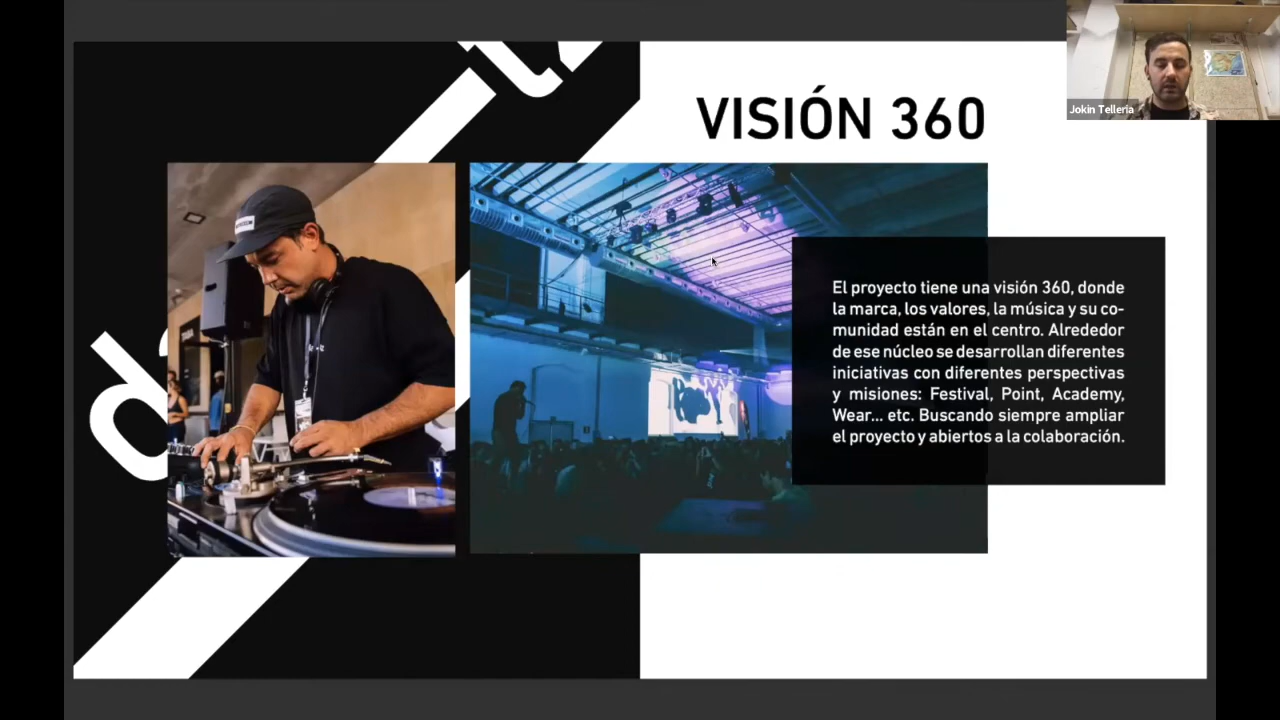 VISIÓN 360
Jokin Telleria
El proyecto tiene una visión 360, donde
la marca, los valores, la música y su co-
munidad están en el centro. Alrededor
de ese núcleo se desarrollan diferentes
iniciativas con diferentes perspectivas
y misiones: Festival, Point, Academy,
Wear... etc. Buscando siempre ampliar
el proyecto y abiertos a la colaboración.